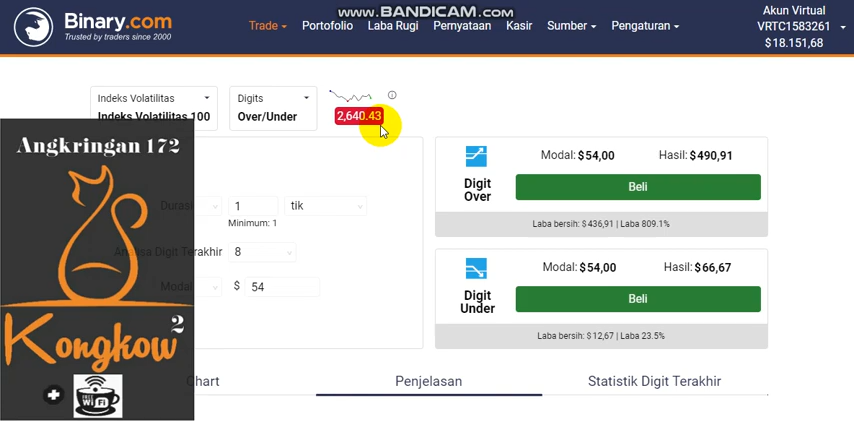 www.BANDICAM.com
Binary.com
Trusted by traders since 2000
Trade
Portofolio
Laba Rugi
Pernyataan
Kasir
Sumber
Pengaturan
Akun Virtual
VRTC1583261
$18.151,68
Indeks Volatilitas
Indeks Volatilitas 100
Digits
Over/Under
2,640.43
Angkringan 172
Kongkow²
+
FREE
WiFi
Durasi
1
tik
Minimum: 1
Analisa Digit Terakhir
8
Modal
$
54
Digit
Over
Modal: $54,00
Hasil: $490,91
Beli
Laba bersih: $436,91 | Laba 809.1%
Digit
Under
Modal: $54,00
Hasil: $66,67
Beli
Laba bersih: $12,67 | Laba 23.5%
Chart
Penjelasan
Statistik Digit Terakhir